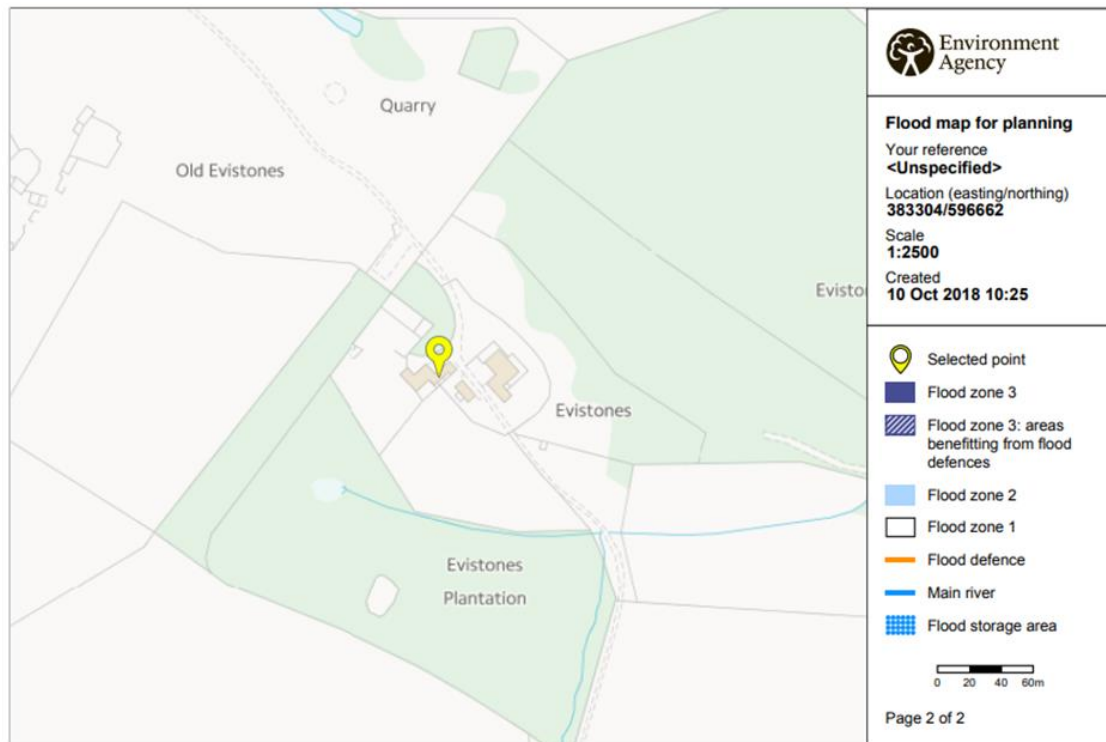 Quarry
Old Evistones
Evistones
Evistones
Plantation
Environment
Agency
Flood map for planning
Your reference
<Unspecified>
Location (easting/northing)
383304/596662
Scale
1:2500
Created
10 Oct 2018 10:25
Selected point
Flood zone 3
Flood zone 3: areas
benefitting from flood
defences
Flood zone 2
Flood zone 1
Flood defence
Main river
Flood storage area
0 20 40 60m
Page 2 of 2